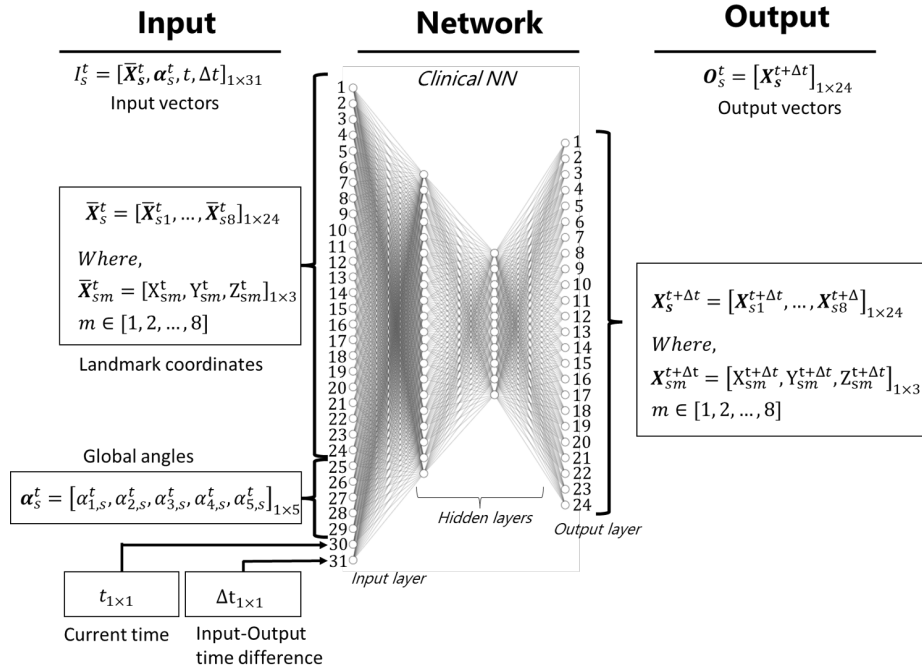 Input
Network
Output
I_s^t = [X̄_s^t, α_s^t, t, Δt]_{1×31}
Input vectors
Clinical NN
O_s^t = [X_s^{t+Δt}]_{1×24}
Output vectors
X̄_s^t = [X̄_{s1}^t, …, X̄_{s8}^t]_{1×24}
Where,
X̄_{sm}^t = [X_{sm}^t, Y_{sm}^t, Z_{sm}^t]_{1×3}
m ∈ [1, 2, …, 8]
Landmark coordinates
Global angles
α_s^t = [α_{1,s}^t, α_{2,s}^t, α_{3,s}^t, α_{4,s}^t, α_{5,s}^t]_{1×5}
t_{1×1}
Current time
Δt_{1×1}
Input-Output
time difference
1
2
3
4
5
6
7
8
9
10
11
12
13
14
15
16
17
18
19
20
21
22
23
24
25
26
27
28
29
30
31
Input layer
Hidden layers
1
2
3
4
5
6
7
8
9
10
11
12
13
14
15
16
17
18
19
20
21
22
23
24
Output layer
X_s^{t+Δt} = [X_{s1}^{t+Δt}, …, X_{s8}^{t+Δ}]_{1×24}
Where,
X_{sm}^{t+Δt} = [X_{sm}^{t+Δt}, Y_{sm}^{t+Δt}, Z_{sm}^{t+Δt}]_{1×3}
m ∈ [1, 2, …, 8]